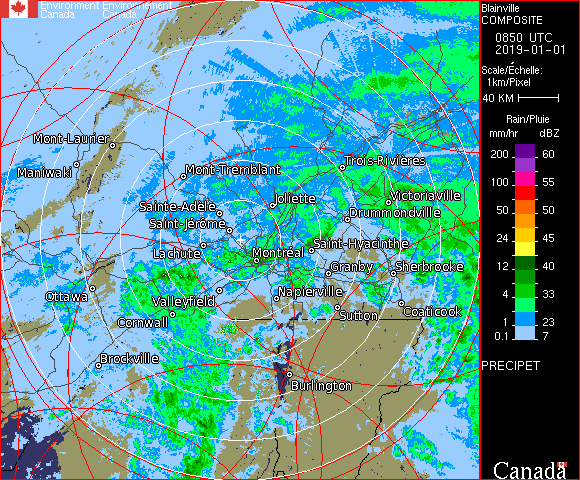 Environment Environnement
Canada Canada
Blainville
COMPOSITE
0850 UTC
2019-01-01
Scale/Échelle:
1km/Pixel
40 KM
Rain/Pluie
mm/hr dBZ
200 60
100 55
50 50
24 45
12 40
8 35
4 33
1 23
0.1 7
PRECIPET
Mont-Laurier
Maniwaki
Mont-Tremblant
Trois-Rivières
Sainte-Adèle
Joliette
Victoriaville
Saint-Jérôme
Drummondville
Lachute
Montréal
Saint-Hyacinthe
Granby
Sherbrooke
Ottawa
Valleyfield
Napierville
Cornwall
Sutton
Coaticook
Brockville
Burlington
Canada